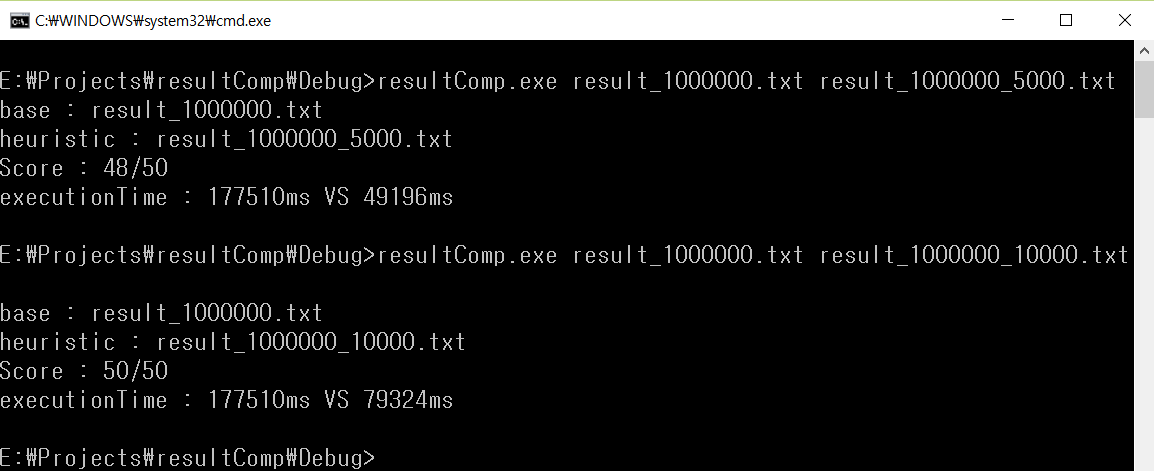 C:₩WINDOWS₩system32₩cmd.exe
E:₩Projects₩resultComp₩Debug>resultComp.exe result_1000000.txt result_1000000_5000.txt
base : result_1000000.txt
heuristic : result_1000000_5000.txt
Score : 48/50
executionTime : 177510ms VS 49196ms
E:₩Projects₩resultComp₩Debug>resultComp.exe result_1000000.txt result_1000000_10000.txt
base : result_1000000.txt
heuristic : result_1000000_10000.txt
Score : 50/50
executionTime : 177510ms VS 79324ms
E:₩Projects₩resultComp₩Debug>